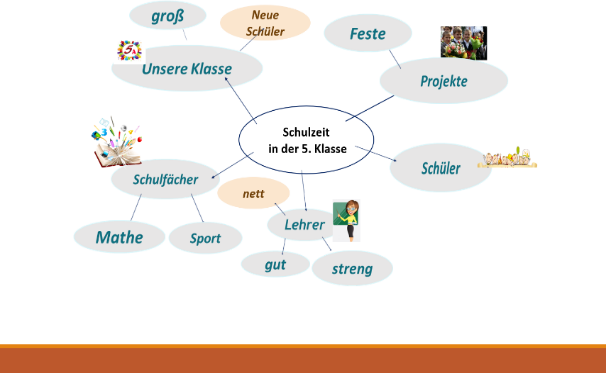 groß
Neue
Schüler
Feste
5a
Unsere Klasse
Projekte
Schulzeit
in der 5. Klasse
Schüler
Schulfächer
nett
Lehrer
Mathe
Sport
gut
streng